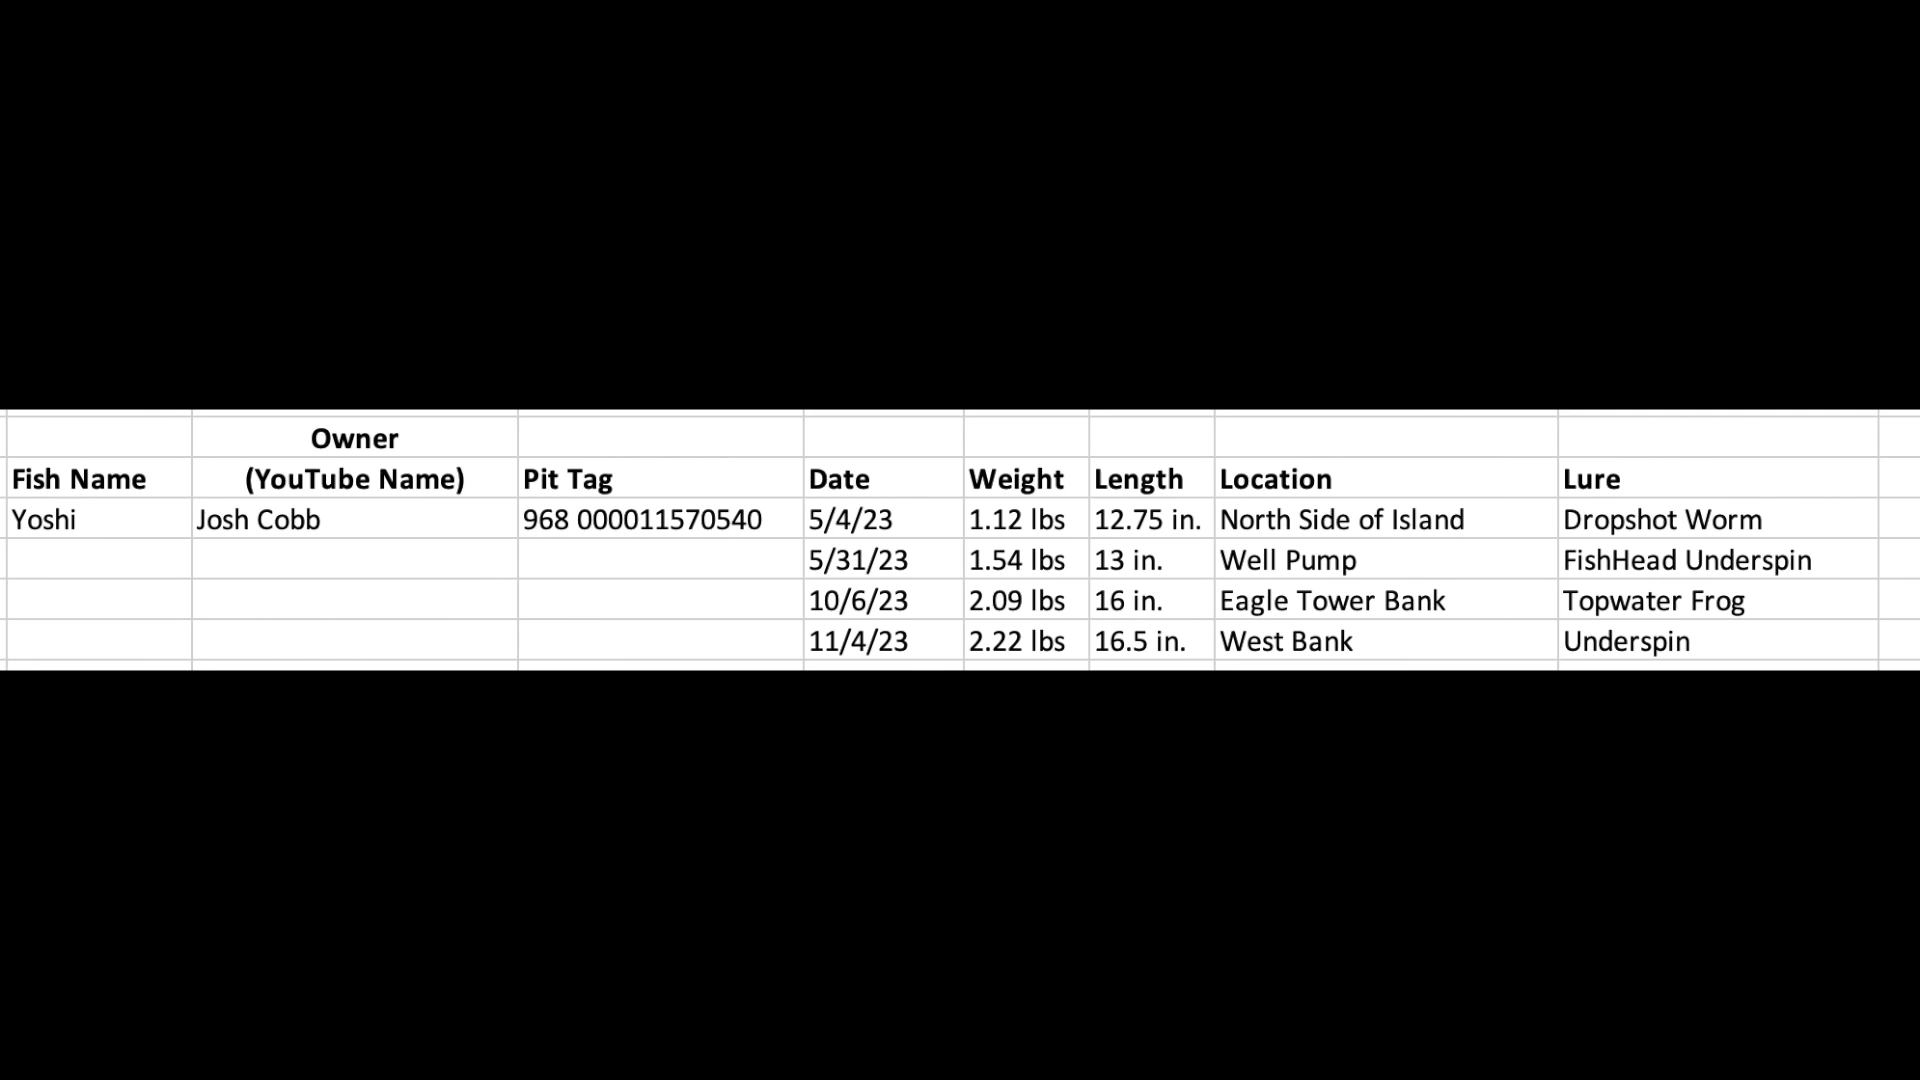 Owner
Fish Name (YouTube Name) Pit Tag Date Weight Length Location Lure
Yoshi Josh Cobb 968 000011570540 5/4/23 1.12 lbs 12.75 in. North Side of Island Dropshot Worm
5/31/23 1.54 lbs 13 in. Well Pump FishHead Underspin
10/6/23 2.09 lbs 16 in. Eagle Tower Bank Topwater Frog
11/4/23 2.22 lbs 16.5 in. West Bank Underspin